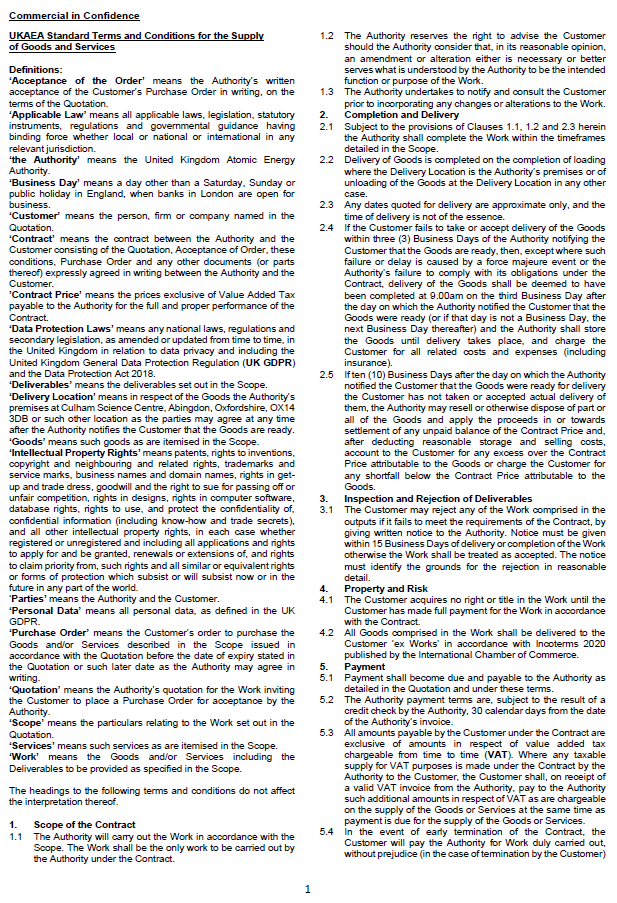 Commercial in Confidence
UKAEA Standard Terms and Conditions for the Supply
of Goods and Services
Definitions:
‘Acceptance of the Order’ means the Authority’s written
acceptance of the Customer’s Purchase Order in writing, on the
terms of the Quotation.
‘Applicable Law’ means all applicable laws, legislation, statutory
instruments, regulations and governmental guidance having
binding force whether local or national or international in any
relevant jurisdiction.
‘the Authority’ means the United Kingdom Atomic Energy
Authority.
‘Business Day’ means a day other than a Saturday, Sunday or
public holiday in England, when banks in London are open for
business.
‘Customer’ means the person, firm or company named in the
Quotation.
‘Contract’ means the contract between the Authority and the
Customer consisting of the Quotation, Acceptance of Order, these
conditions, Purchase Order and any other documents (or parts
thereof) expressly agreed in writing between the Authority and the
Customer.
‘Contract Price’ means the prices exclusive of Value Added Tax
payable to the Authority for the full and proper performance of the
Contract.
‘Data Protection Laws’ means any national laws, regulations and
secondary legislation, as amended or updated from time to time, in
the United Kingdom in relation to data privacy and including the
United Kingdom General Data Protection Regulation (UK GDPR)
and the Data Protection Act 2018.
‘Deliverables’ means the deliverables set out in the Scope.
‘Delivery Location’ means in respect of the Goods the Authority’s
premises at Culham Science Centre, Abingdon, Oxfordshire, OX14
3DB or such other location as the parties may agree at any time
after the Authority notifies the Customer that the Goods are ready.
‘Goods’ means such goods as are itemised in the Scope.
‘Intellectual Property Rights’ means patents, rights to inventions,
copyright and neighbouring and related rights, trademarks and
service marks, business names and domain names, rights in get-
up and trade dress, goodwill and the right to sue for passing off or
unfair competition, rights in designs, rights in computer software,
database rights, rights to use, and protect the confidentiality of,
confidential information (including know-how and trade secrets),
and all other intellectual property rights, in each case whether
registered or unregistered and including all applications and rights
to apply for and be granted, renewals or extensions of, and rights
to claim priority from, such rights and all similar or equivalent rights
or forms of protection which subsist or will subsist now or in the
future in any part of the world.
‘Parties’ means the Authority and the Customer.
‘Personal Data’ means all personal data, as defined in the UK
GDPR.
‘Purchase Order’ means the Customer’s order to purchase the
Goods and/or Services described in the Scope issued in
accordance with the Quotation before the date of expiry stated in
the Quotation or such later date as the Authority may agree in
writing.
‘Quotation’ means the Authority’s quotation for the Work inviting
the Customer to place a Purchase Order for acceptance by the
Authority.
‘Scope’ means the particulars relating to the Work set out in the
Quotation.
‘Services’ means such services as are itemised in the Scope.
‘Work’ means the Goods and/or Services including the
Deliverables to be provided as specified in the Scope.
The headings to the following terms and conditions do not affect
the interpretation thereof.
1. Scope of the Contract
1.1 The Authority will carry out the Work in accordance with the
Scope. The Work shall be the only work to be carried out by
the Authority under the Contract.
1.2 The Authority reserves the right to advise the Customer
should the Authority consider that, in its reasonable opinion,
an amendment or alteration either is necessary or better
serves what is understood by the Authority to be the intended
function or purpose of the Work.
1.3 The Authority undertakes to notify and consult the Customer
prior to incorporating any changes or alterations to the Work.
2. Completion and Delivery
2.1 Subject to the provisions of Clauses 1.1, 1.2 and 2.3 herein
the Authority shall complete the Work within the timeframes
detailed in the Scope.
2.2 Delivery of Goods is completed on the completion of loading
where the Delivery Location is the Authority’s premises or of
unloading of the Goods at the Delivery Location in any other
case.
2.3 Any dates quoted for delivery are approximate only, and the
time of delivery is not of the essence.
2.4 If the Customer fails to take or accept delivery of the Goods
within three (3) Business Days of the Authority notifying the
Customer that the Goods are ready, then, except where such
failure or delay is caused by a force majeure event or the
Authority’s failure to comply with its obligations under the
Contract, delivery of the Goods shall be deemed to have
been completed at 9.00am on the third Business Day after
the day on which the Authority notified the Customer that the
Goods were ready (or if that day is not a Business Day, the
next Business Day thereafter) and the Authority shall store
the Goods until delivery takes place, and charge the
Customer for all related costs and expenses (including
insurance).
2.5 If ten (10) Business Days after the day on which the Authority
notified the Customer that the Goods were ready for delivery
the Customer has not taken or accepted actual delivery of
them, the Authority may resell or otherwise dispose of part or
all of the Goods and apply the proceeds in or towards
settlement of any unpaid balance of the Contract Price and,
after deducting reasonable storage and selling costs,
account to the Customer for any excess over the Contract
Price attributable to the Goods or charge the Customer for
any shortfall below the Contract Price attributable to the
Goods.
3. Inspection and Rejection of Deliverables
3.1 The Customer may reject any of the Work comprised in the
outputs if it fails to meet the requirements of the Contract, by
giving written notice to the Authority. Notice must be given
within 15 Business Days of delivery or completion of the Work
otherwise the Work shall be treated as accepted. The notice
must identify the grounds for the rejection in reasonable
detail.
4. Property and Risk
4.1 The Customer acquires no right or title in the Work until the
Customer has made full payment for the Work in accordance
with the Contract.
4.2 All Goods comprised in the Work shall be delivered to the
Customer ‘ex Works’ in accordance with Incoterms 2020
published by the International Chamber of Commerce.
5. Payment
5.1 Payment shall become due and payable to the Authority as
detailed in the Quotation and under these terms.
5.2 The Authority payment terms are, subject to the result of a
credit check by the Authority, 30 calendar days from the date
of the Authority’s invoice.
5.3 All amounts payable by the Customer under the Contract are
exclusive of amounts in respect of value added tax
chargeable from time to time (VAT). Where any taxable
supply for VAT purposes is made under the Contract by the
Authority to the Customer, the Customer shall, on receipt of
a valid VAT invoice from the Authority, pay to the Authority
such additional amounts in respect of VAT as are chargeable
on the supply of the Goods or Services at the same time as
payment is due for the supply of the Goods or Services.
5.4 In the event of early termination of the Contract, the
Customer will pay the Authority for Work duly carried out,
without prejudice (in the case of termination by the Customer)
1